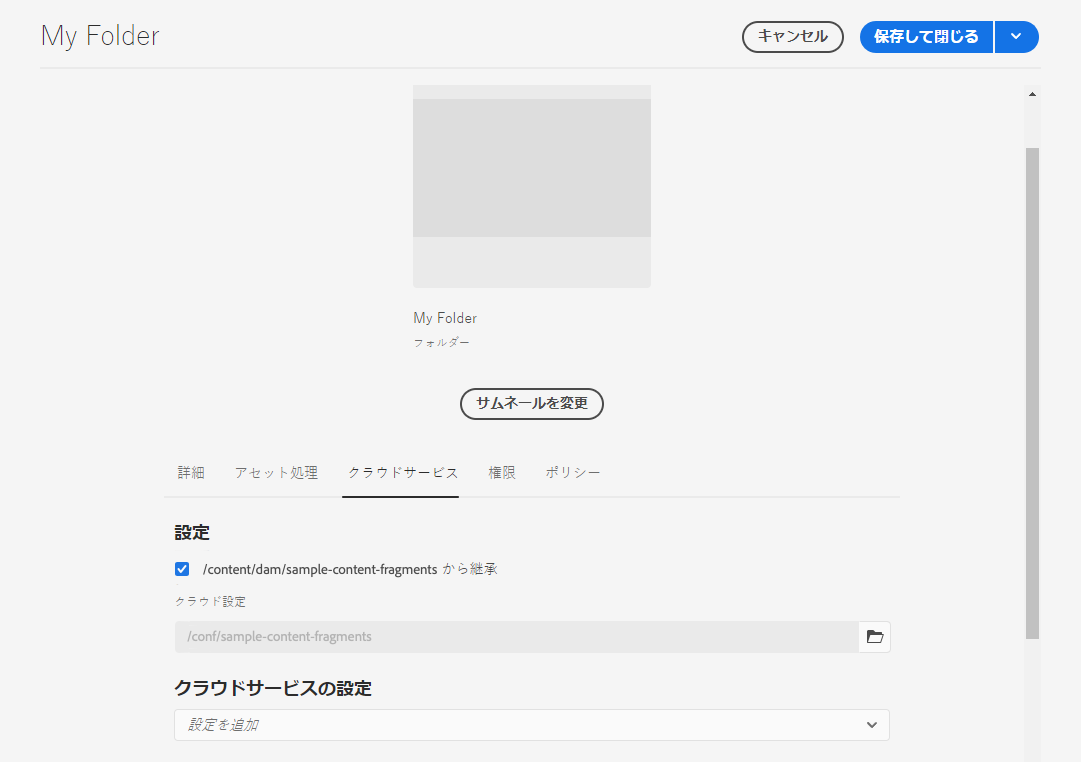 My Folder
キャンセル
保存して閉じる
My Folder
フォルダー
サムネールを変更
詳細 アセット処理 クラウドサービス 権限 ポリシー
設定
/content/dam/sample-content-fragments から継承
クラウド設定
/conf/sample-content-fragments
クラウドサービスの設定
設定を追加